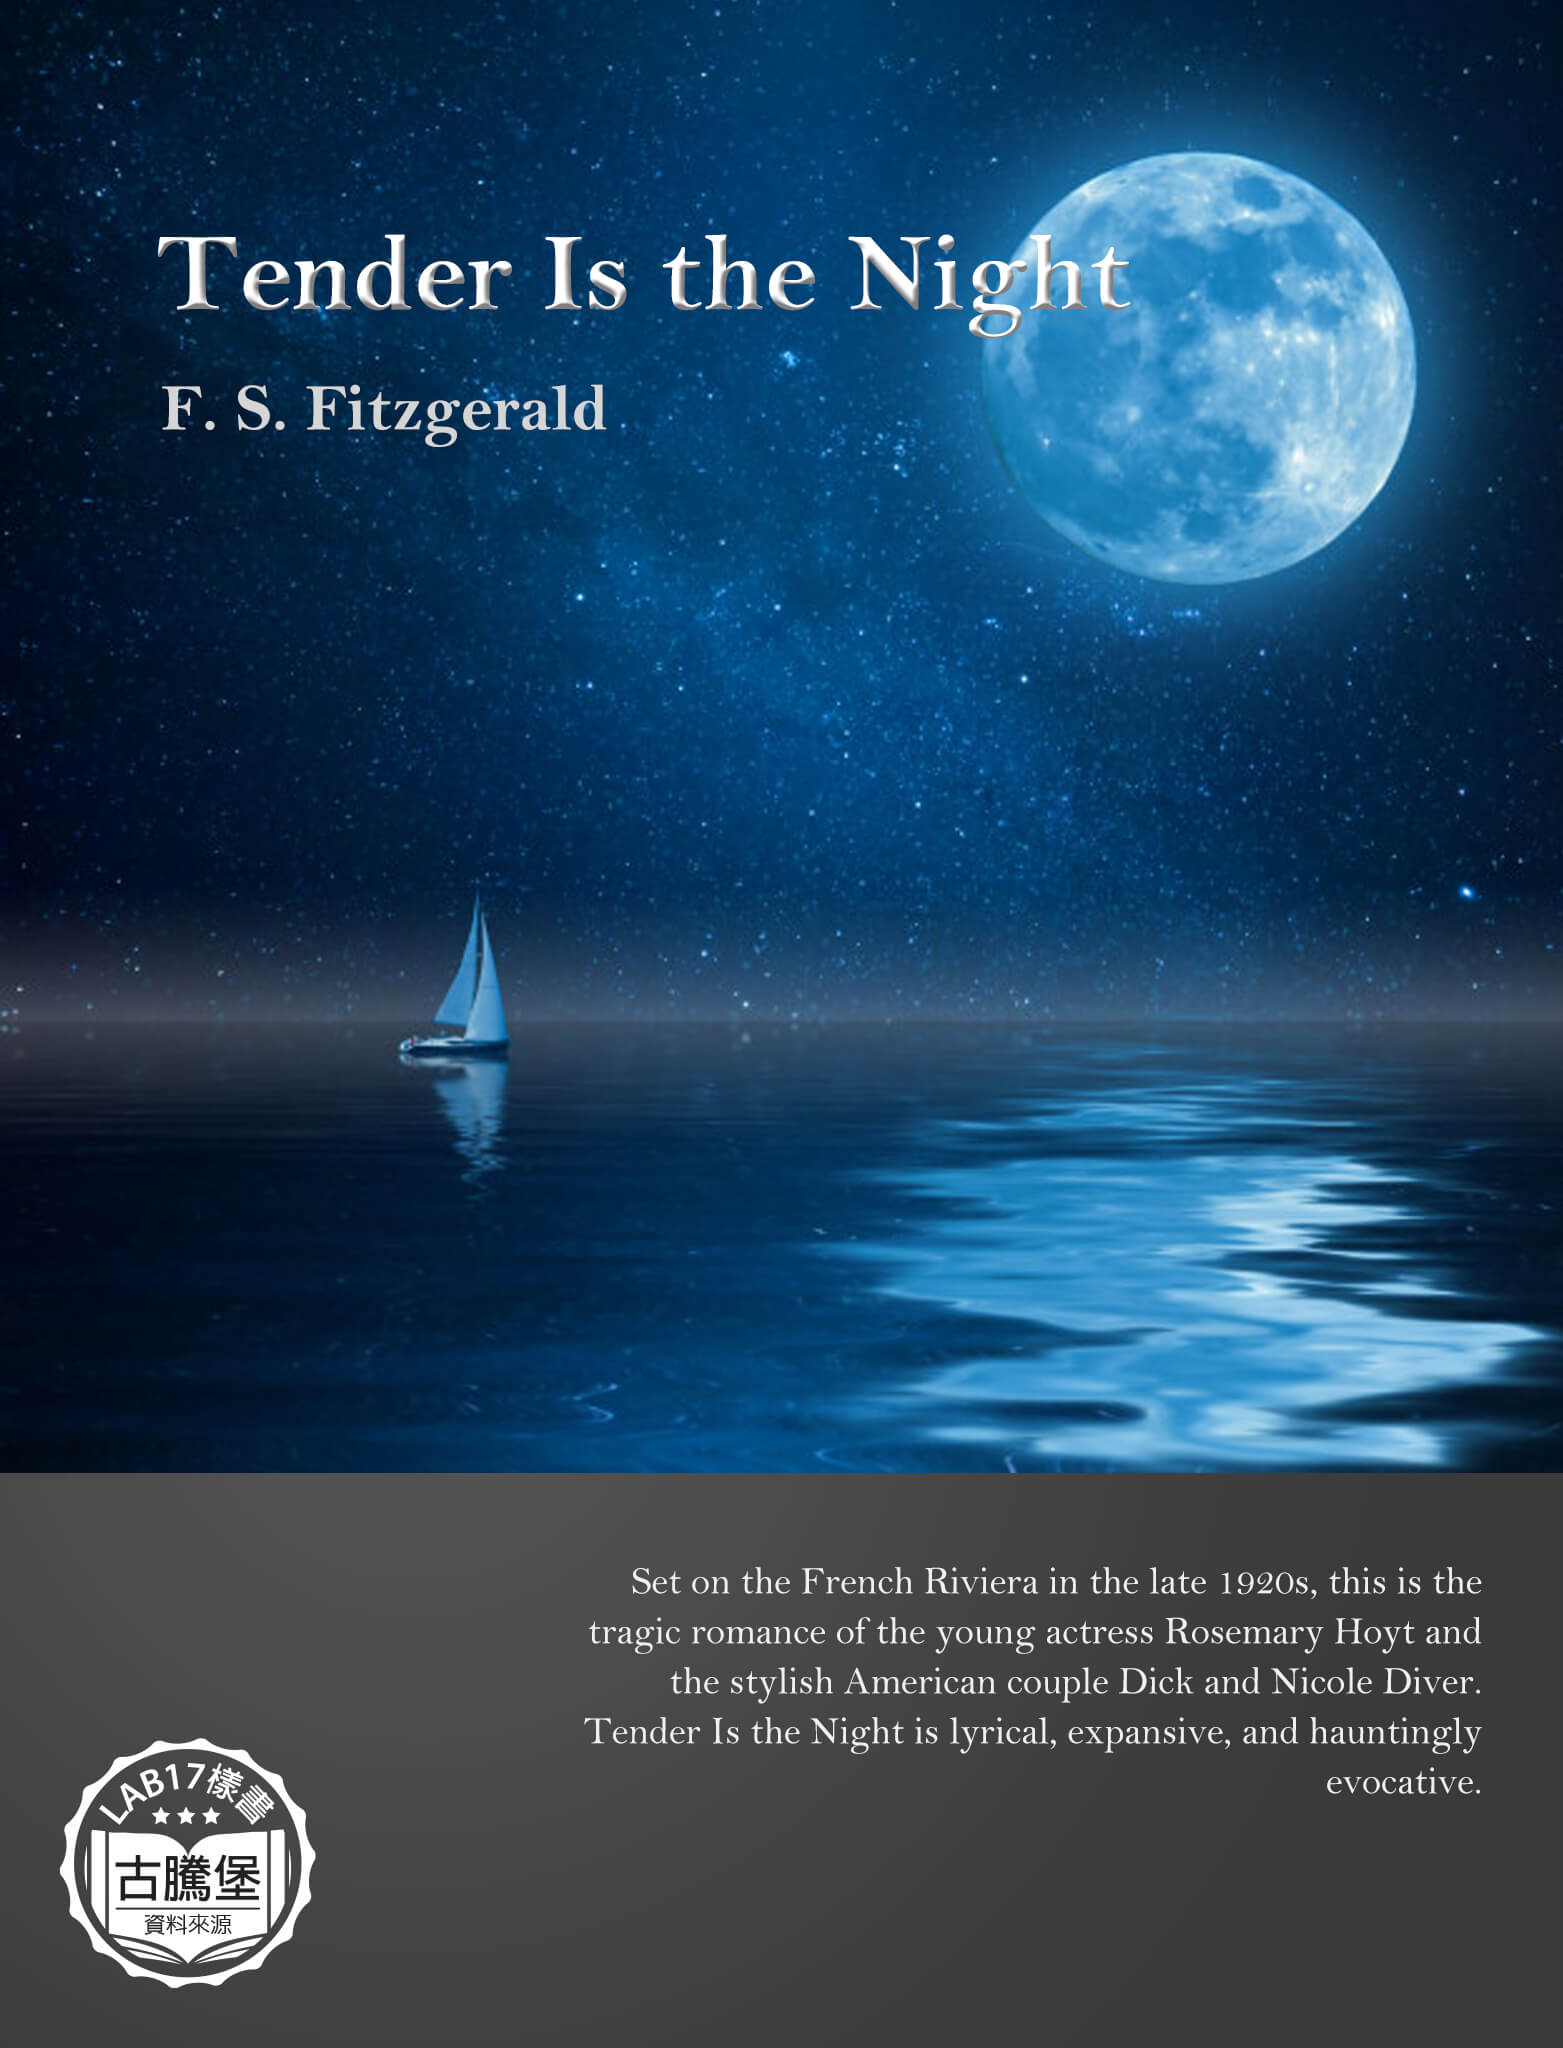 Tender Is the Night
F. S. Fitzgerald
Set on the French Riviera in the late 1920s, this is the
tragic romance of the young actress Rosemary Hoyt and
the stylish American couple Dick and Nicole Diver.
Tender Is the Night is lyrical, expansive, and hauntingly
evocative.
LAB17樣書
古騰堡
資料來源